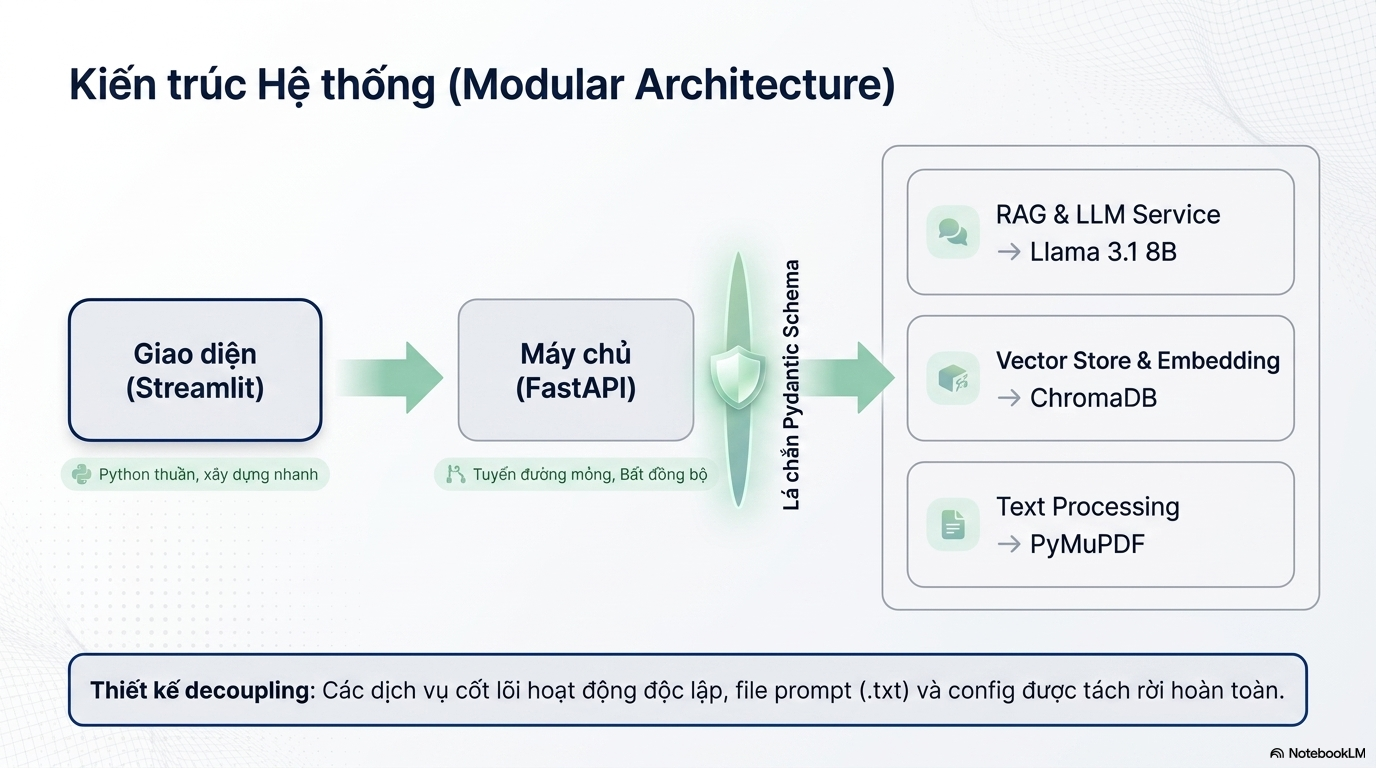 Kiến trúc Hệ thống (Modular Architecture)
Giao diện
(Streamlit)
Python thuần, xây dựng nhanh
Máy chủ
(FastAPI)
Tuyến đường mỏng, Bất đồng bộ
Lá chắn Pydantic Schema
RAG & LLM Service
→ Llama 3.1 8B
Vector Store & Embedding
→ ChromaDB
Text Processing
→ PyMuPDF
Thiết kế decoupling: Các dịch vụ cốt lõi hoạt động độc lập, file prompt (.txt) và config được tách rời hoàn toàn.
NotebookLM